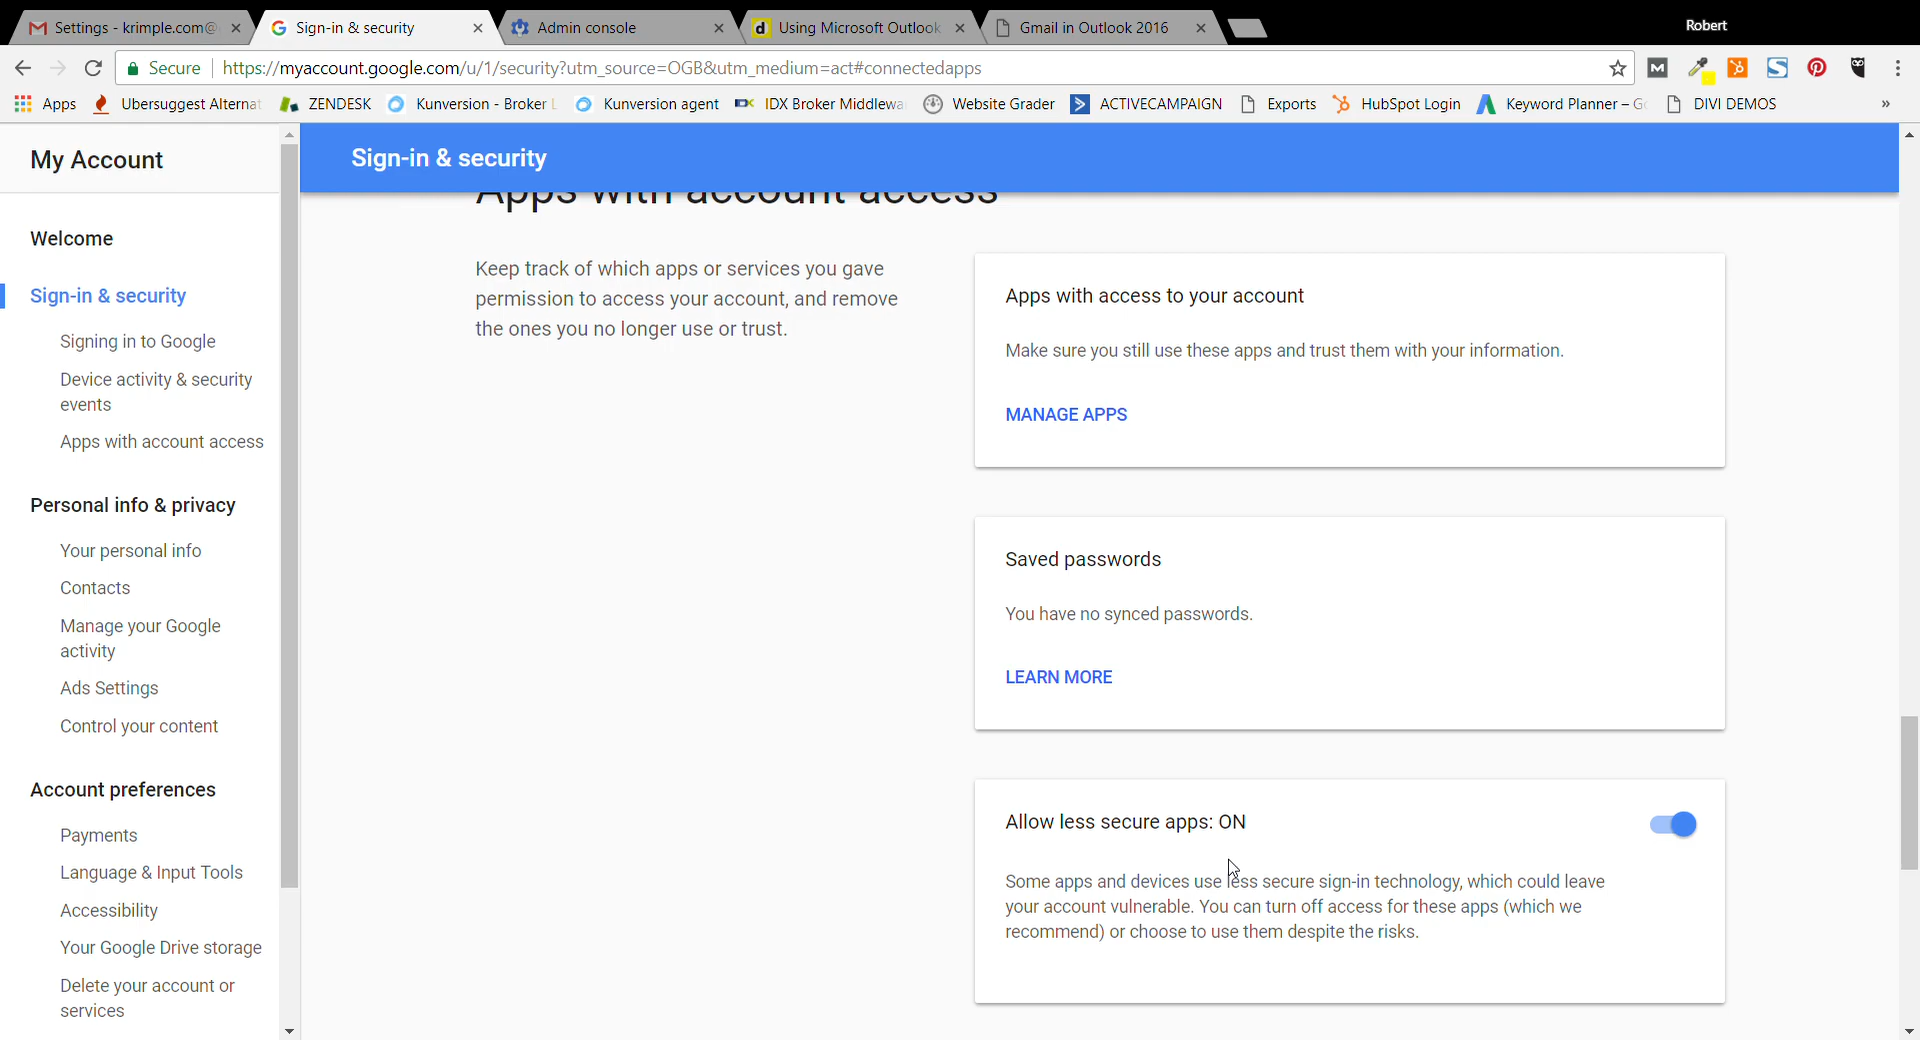 Settings - krimple.com@
Sign-in & security
Admin console
Using Microsoft Outlook
Gmail in Outlook 2016
Robert
Secure
https://myaccount.google.com/u/1/security?utm_source=OGB&utm_medium=act#connectedapps
Apps
Ubersuggest Alternat
ZENDESK
Kunversion - Broker L
Kunversion agent
IDX Broker Middlewa
Website Grader
ACTIVECAMPAIGN
Exports
HubSpot Login
Keyword Planner – Go
DIVI DEMOS
»
My Account
Sign-in & security
Welcome
Sign-in & security
Signing in to Google
Device activity & security
events
Apps with account access
Personal info & privacy
Your personal info
Contacts
Manage your Google
activity
Ads Settings
Control your content
Account preferences
Payments
Language & Input Tools
Accessibility
Your Google Drive storage
Delete your account or
services
Apps with account access
Keep track of which apps or services you gave
permission to access your account, and remove
the ones you no longer use or trust.
Apps with access to your account
Make sure you still use these apps and trust them with your information.
MANAGE APPS
Saved passwords
You have no synced passwords.
LEARN MORE
Allow less secure apps: ON
Some apps and devices use less secure sign-in technology, which could leave
your account vulnerable. You can turn off access for these apps (which we
recommend) or choose to use them despite the risks.